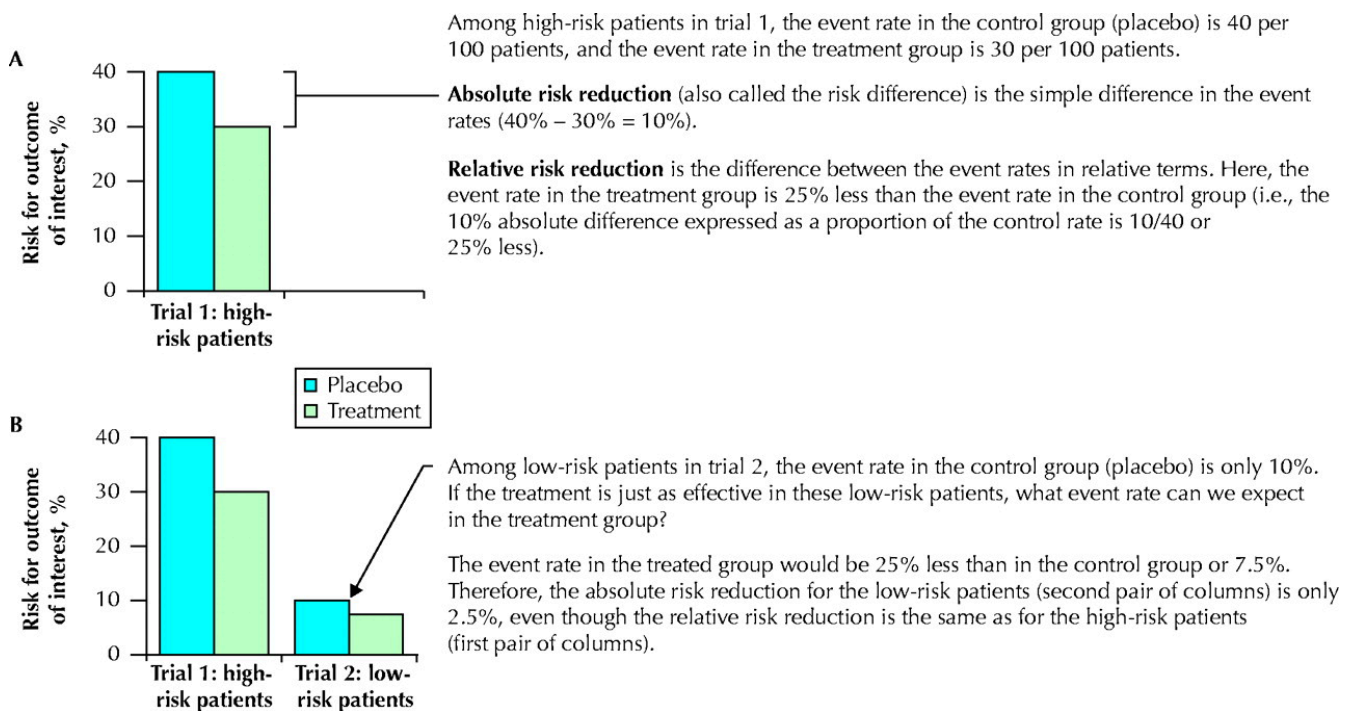 Among high-risk patients in trial 1, the event rate in the control group (placebo) is 40 per
100 patients, and the event rate in the treatment group is 30 per 100 patients.
A
Risk for outcome
of interest, %
40
30
20
10
0
Trial 1: high-
risk patients
Absolute risk reduction (also called the risk difference) is the simple difference in the event
rates (40% – 30% = 10%).
Relative risk reduction is the difference between the event rates in relative terms. Here, the
event rate in the treatment group is 25% less than the event rate in the control group (i.e., the
10% absolute difference expressed as a proportion of the control rate is 10/40 or
25% less).
Placebo
Treatment
B
Risk for outcome
of interest, %
40
30
20
10
0
Trial 1: high-
risk patients
Trial 2: low-
risk patients
Among low-risk patients in trial 2, the event rate in the control group (placebo) is only 10%.
If the treatment is just as effective in these low-risk patients, what event rate can we expect
in the treatment group?
The event rate in the treated group would be 25% less than in the control group or 7.5%.
Therefore, the absolute risk reduction for the low-risk patients (second pair of columns) is only
2.5%, even though the relative risk reduction is the same as for the high-risk patients
(first pair of columns).